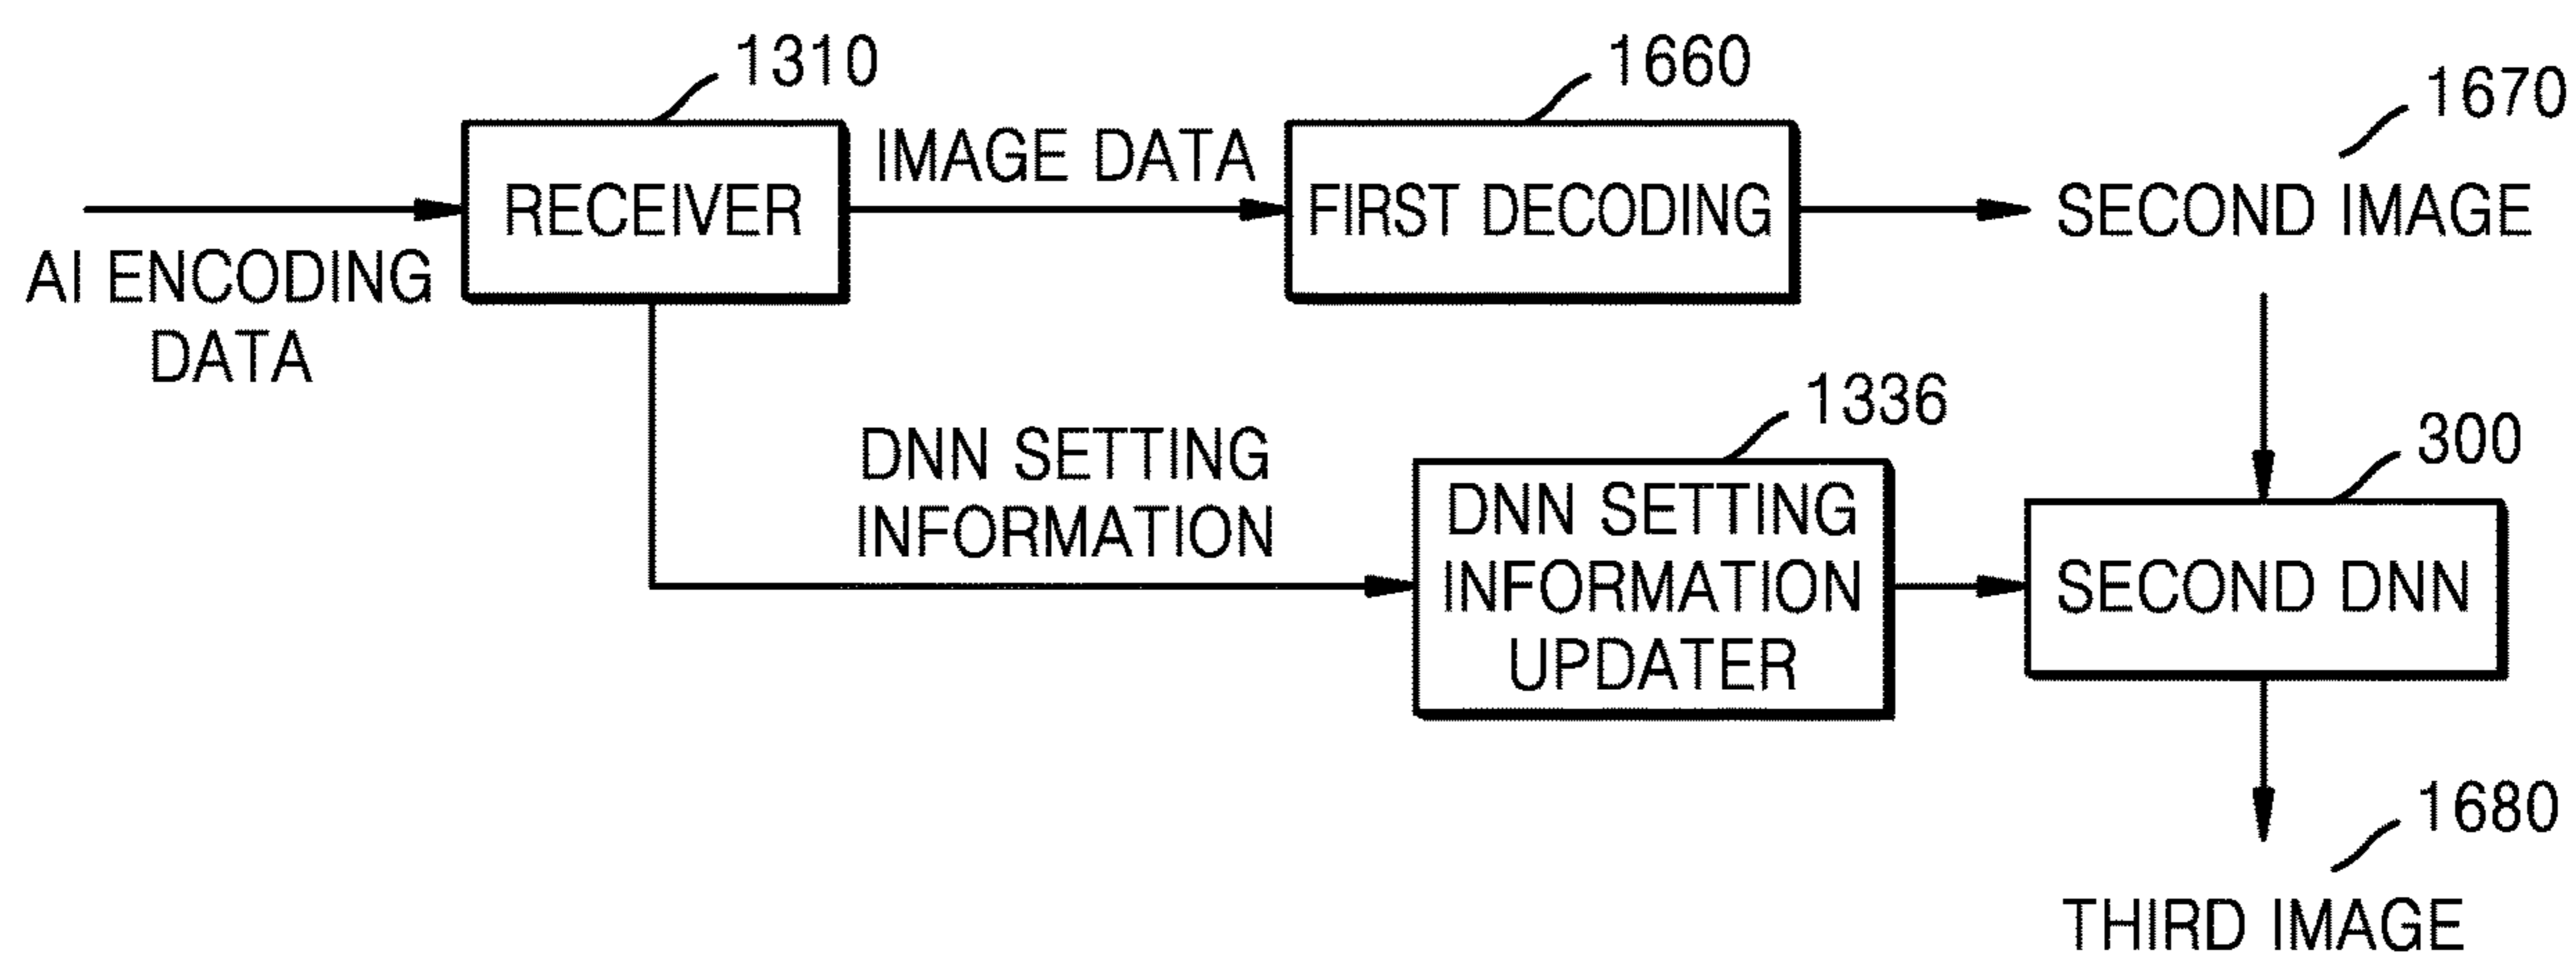 1310
1660
1670
RECEIVER
IMAGE DATA
FIRST DECODING
SECOND IMAGE
AI ENCODING
DATA
DNN SETTING
INFORMATION
1336
DNN SETTING
INFORMATION
UPDATER
300
SECOND DNN
1680
THIRD IMAGE